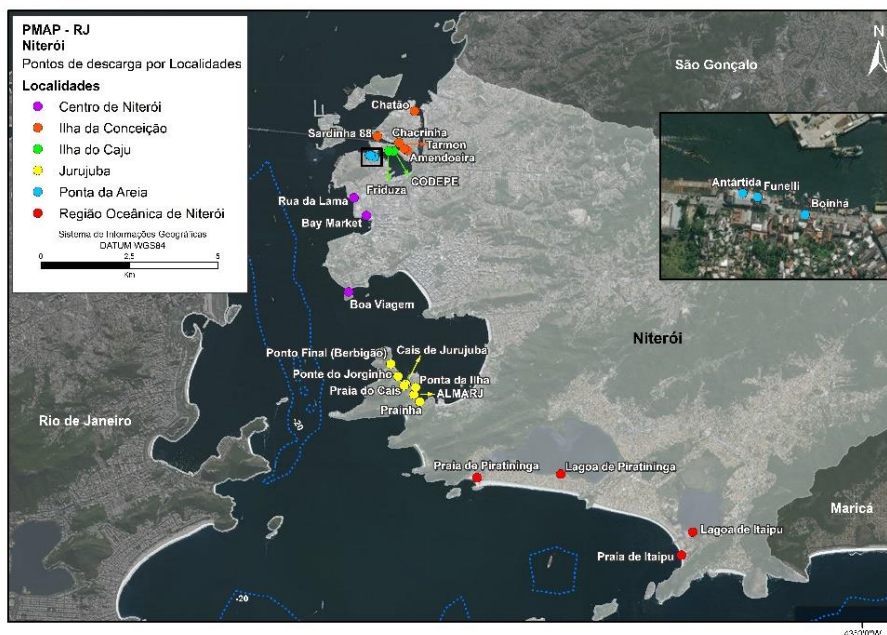 PMAP - RJ
Niterói
Pontos de descarga por Localidades
Localidades
Centro de Niterói
Ilha da Conceição
Ilha do Caju
Jurujuba
Ponta da Areia
Região Oceânica de Niterói
Sistema de Informações Geográficas
DATUM WGS84
0 2,5 5
Km
N
São Gonçalo
Chatão
Sardinha 88
Chacrinha
Tarmon
Amendoeira
CODEPE
Friduza
Rua da Lama
Bay Market
Antártida
Funelli
Boinha
Boa Viagem
Niterói
Ponto Final (Berbigão)
Cais de Jurujuba
Ponte do Jorginho
Ponta da Ilha
Praia do Cais
ALMARJ
Prainha
Rio de Janeiro
-20
Praia de Piratininga
Lagoa de Piratininga
Maricá
Lagoa de Itaipu
Praia de Itaipu
-20